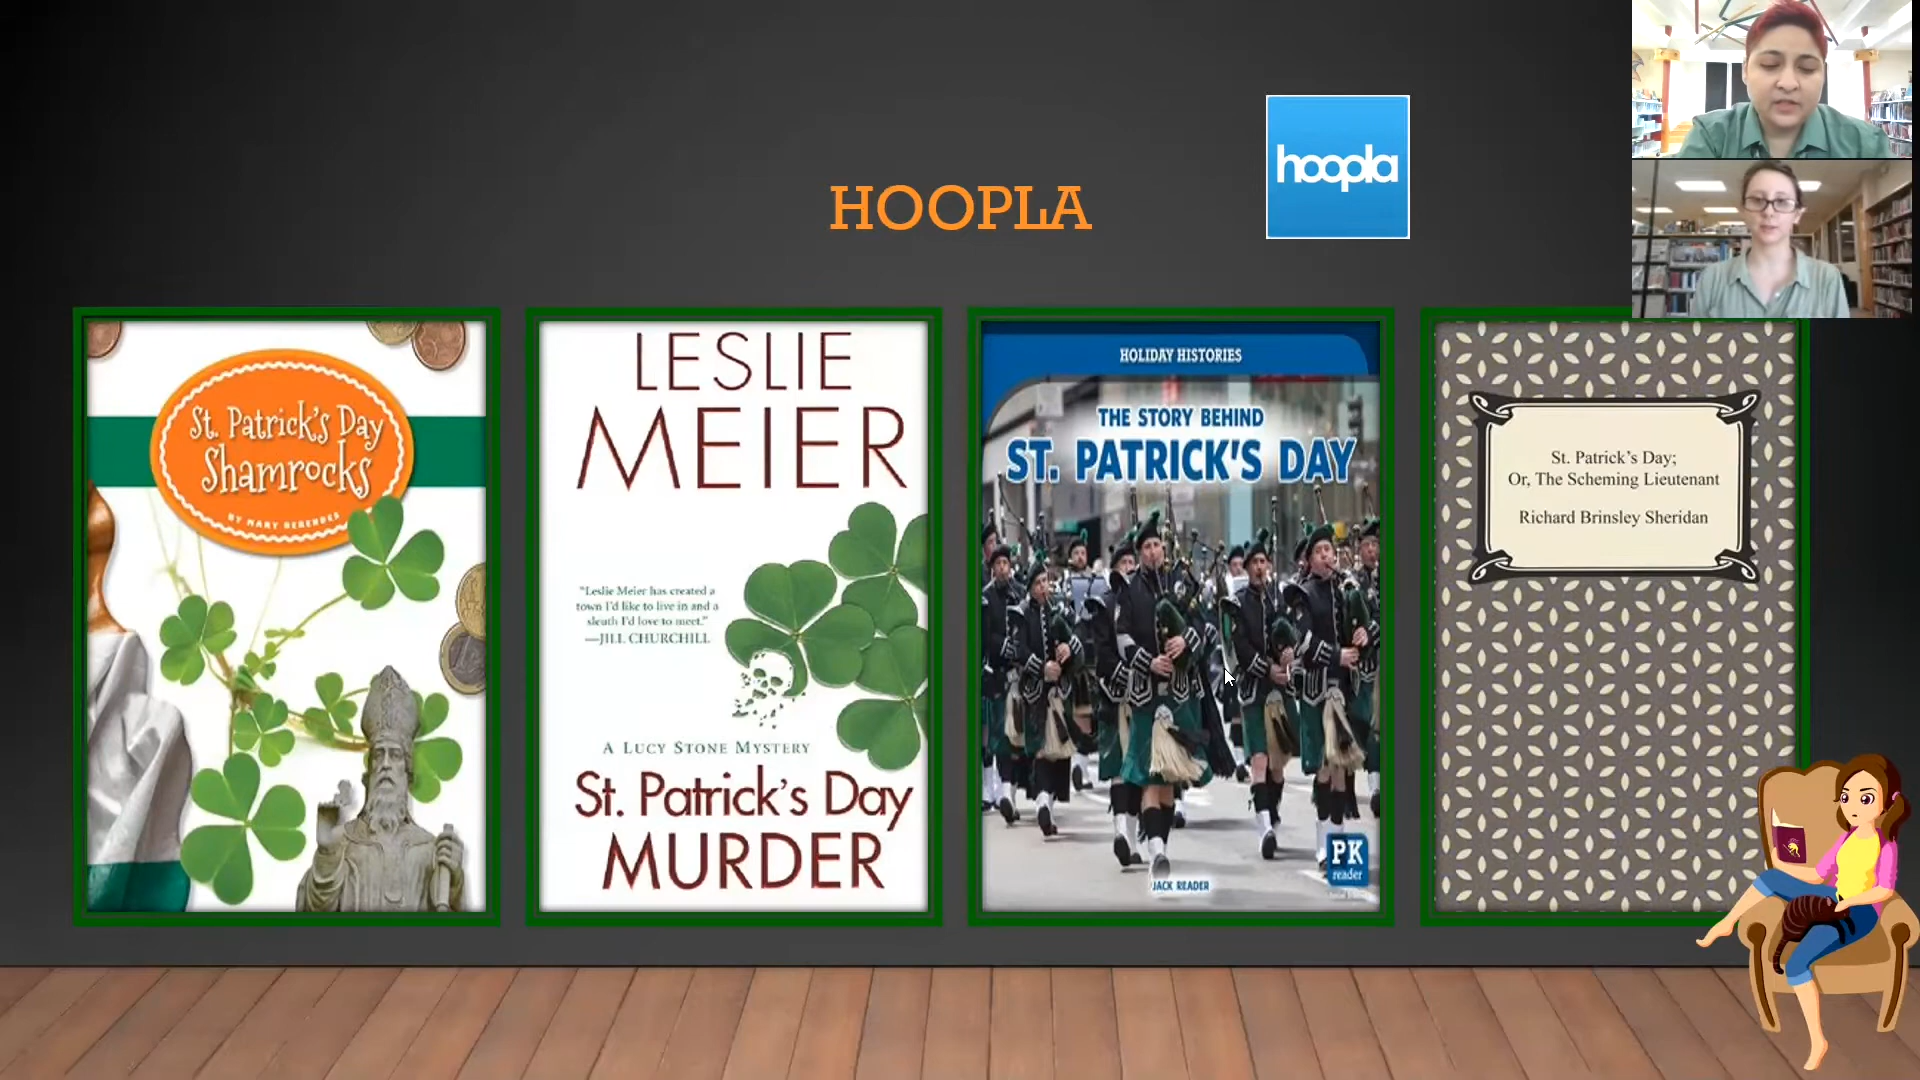 HOOPLA
hoopla
St. Patrick's Day
Shamrocks
BY MARY BERENDES
LESLIE
MEIER
"Leslie Meier has created a
town I'd like to live in and a
sleuth I'd love to meet."
—JILL CHURCHILL
A LUCY STONE MYSTERY
St. Patrick's Day
MURDER
HOLIDAY HISTORIES
THE STORY BEHIND
ST. PATRICK'S DAY
JACK READER
PK
reader
St. Patrick's Day;
Or, The Scheming Lieutenant
Richard Brinsley Sheridan